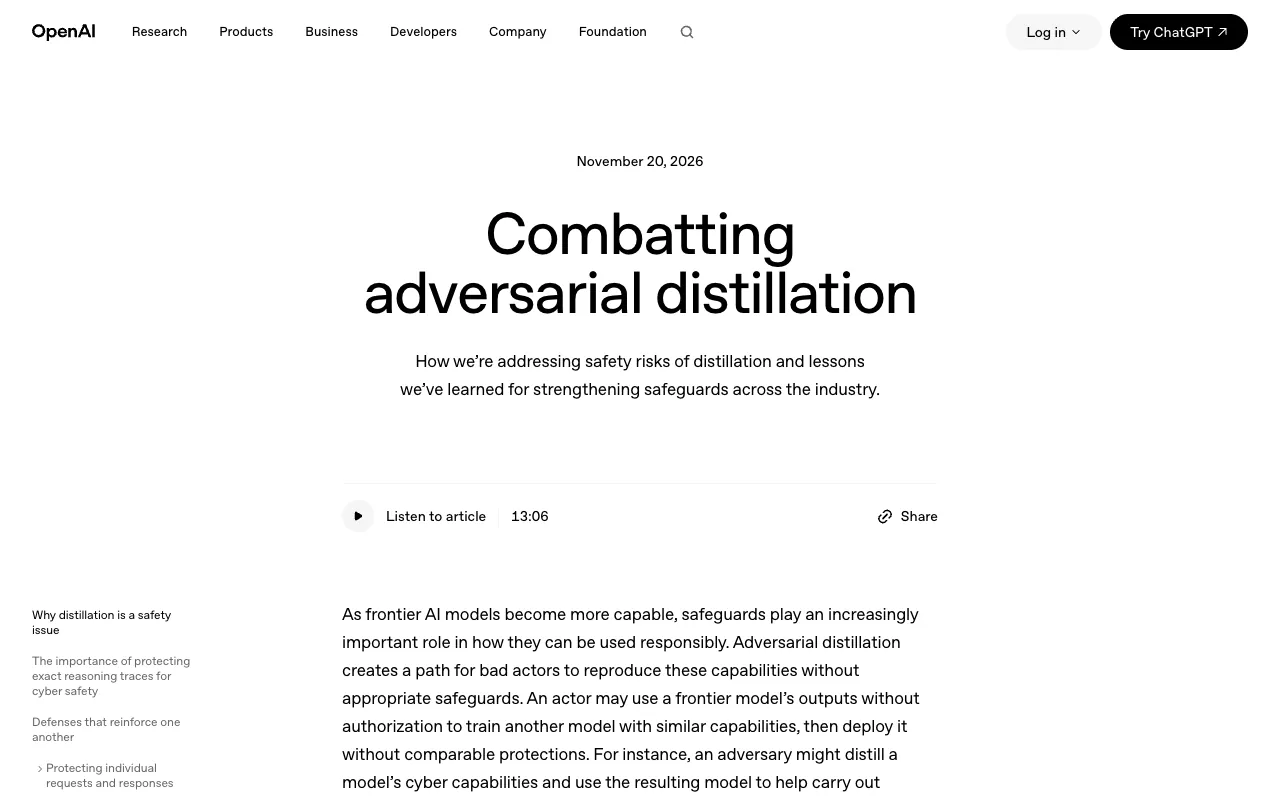 OpenAI
Research
Products
Business
Developers
Company
Foundation
Log in
Try ChatGPT
November 20, 2026
Combatting
adversarial distillation
How we’re addressing safety risks of distillation and lessons
we’ve learned for strengthening safeguards across the industry.
Listen to article
13:06
Share
Why distillation is a safety
issue
The importance of protecting
exact reasoning traces for
cyber safety
Defenses that reinforce one
another
Protecting individual
requests and responses
As frontier AI models become more capable, safeguards play an increasingly
important role in how they can be used responsibly. Adversarial distillation
creates a path for bad actors to reproduce these capabilities without
appropriate safeguards. An actor may use a frontier model’s outputs without
authorization to train another model with similar capabilities, then deploy it
without comparable protections. For instance, an adversary might distill a
model’s cyber capabilities and use the resulting model to help carry out